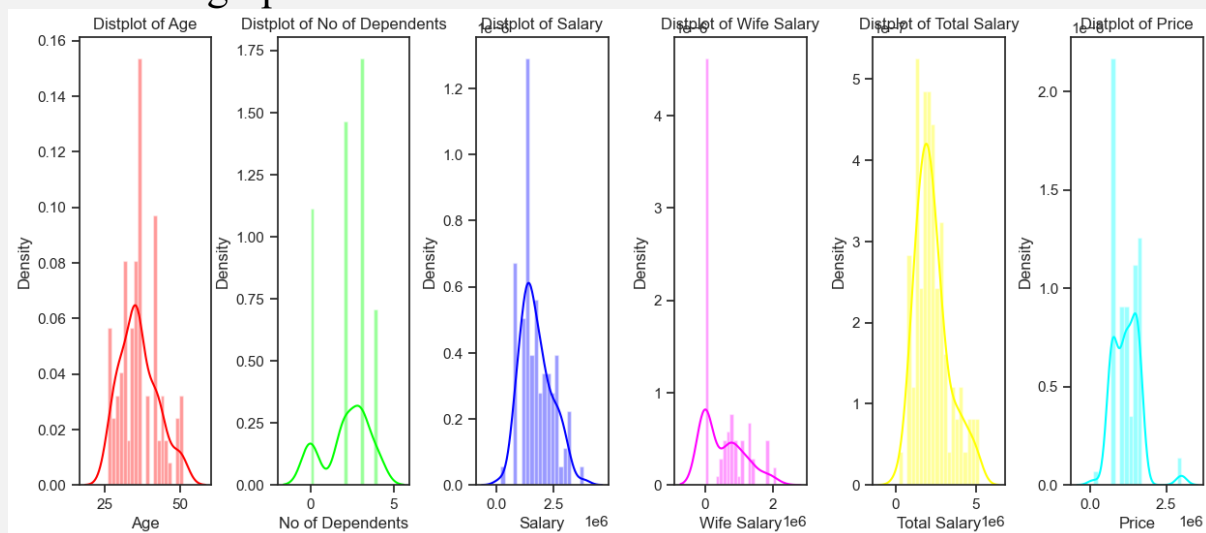 Distplot of Age
0.16
0.14
0.12
0.10
0.08
0.06
0.04
0.02
0.00
Density
25 50
Age
Distplot of No of Dependents
1.75
1.50
1.25
1.00
0.75
0.50
0.25
0.00
Density
0 5
No of Dependents
Distplot of Salary
1.2
1.0
0.8
0.6
0.4
0.2
0.0
Density
0.0 2.5
1e6
Salary
Distplot of Wife Salary
4
3
2
1
0
Density
0 2
1e6
Wife Salary
Distplot of Total Salary
5
4
3
2
1
0
Density
0 5
1e6
Total Salary
Distplot of Price
2.0
1.5
1.0
0.5
0.0
Density
0.0 2.5
1e6
Price